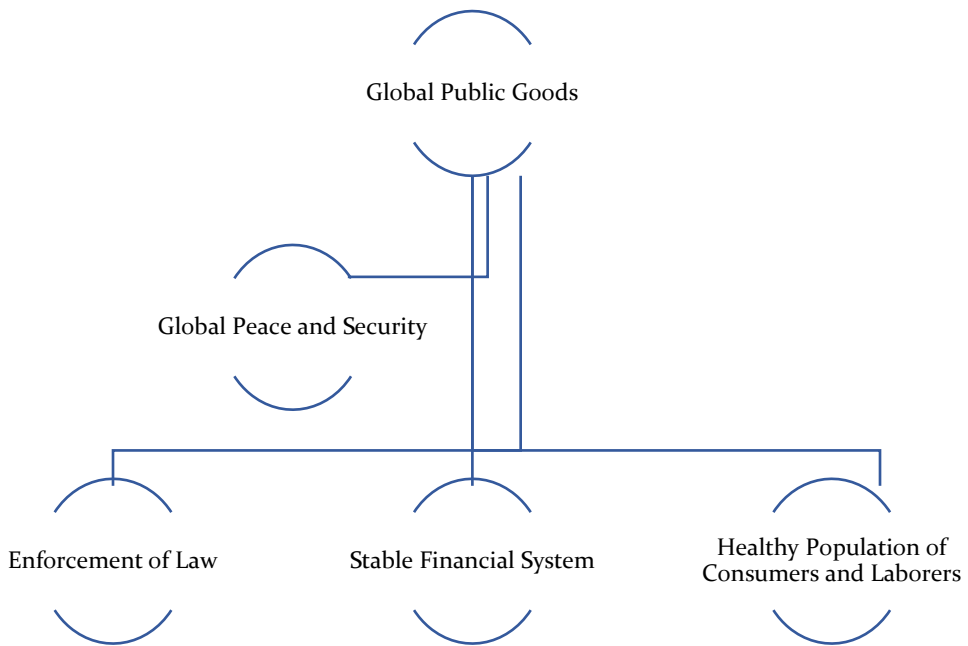 Global Public Goods
Global Peace and Security
Enforcement of Law
Stable Financial System
Healthy Population of
Consumers and Laborers